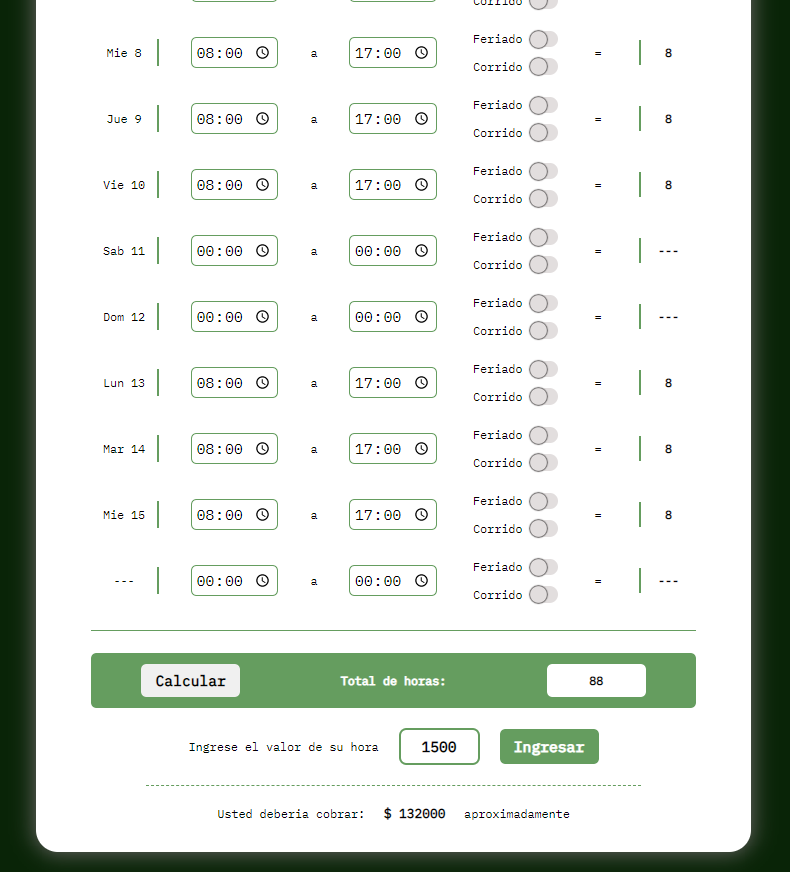 Corrido
Mie 8 08:00 a 17:00 Feriado = 8
Corrido
Jue 9 08:00 a 17:00 Feriado = 8
Corrido
Vie 10 08:00 a 17:00 Feriado = 8
Corrido
Sab 11 00:00 a 00:00 Feriado = ---
Corrido
Dom 12 00:00 a 00:00 Feriado = ---
Corrido
Lun 13 08:00 a 17:00 Feriado = 8
Corrido
Mar 14 08:00 a 17:00 Feriado = 8
Corrido
Mie 15 08:00 a 17:00 Feriado = 8
Corrido
--- 00:00 a 00:00 Feriado = ---
Corrido
Calcular Total de horas: 88
Ingrese el valor de su hora 1500 Ingresar
Usted deberia cobrar: $ 132000 aproximadamente